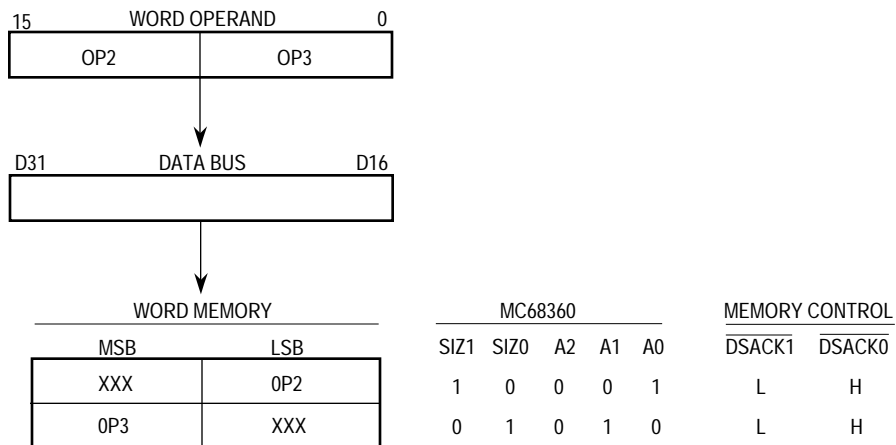 15 WORD OPERAND 0
OP2 OP3
D31 DATA BUS D16
WORD MEMORY MC68360 MEMORY CONTROL
MSB LSB SIZ1 SIZ0 A2 A1 A0 DSACK1 DSACK0
XXX 0P2 1 0 0 0 1 L H
0P3 XXX 0 1 0 1 0 L H